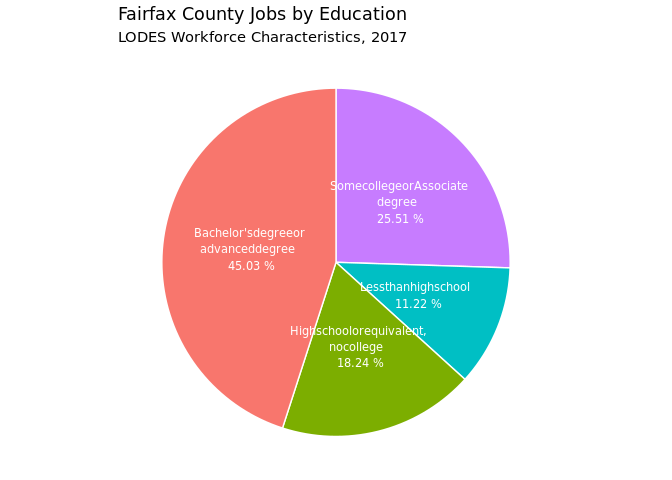 Fairfax County Jobs by Education
LODES Workforce Characteristics, 2017
SomecollegeorAssociate
degree
25.51 %
Bachelor'sdegreeor
advanceddegree
45.03 %
Lessthanhighschool
11.22 %
Highschoolorequivalent,
nocollege
18.24 %